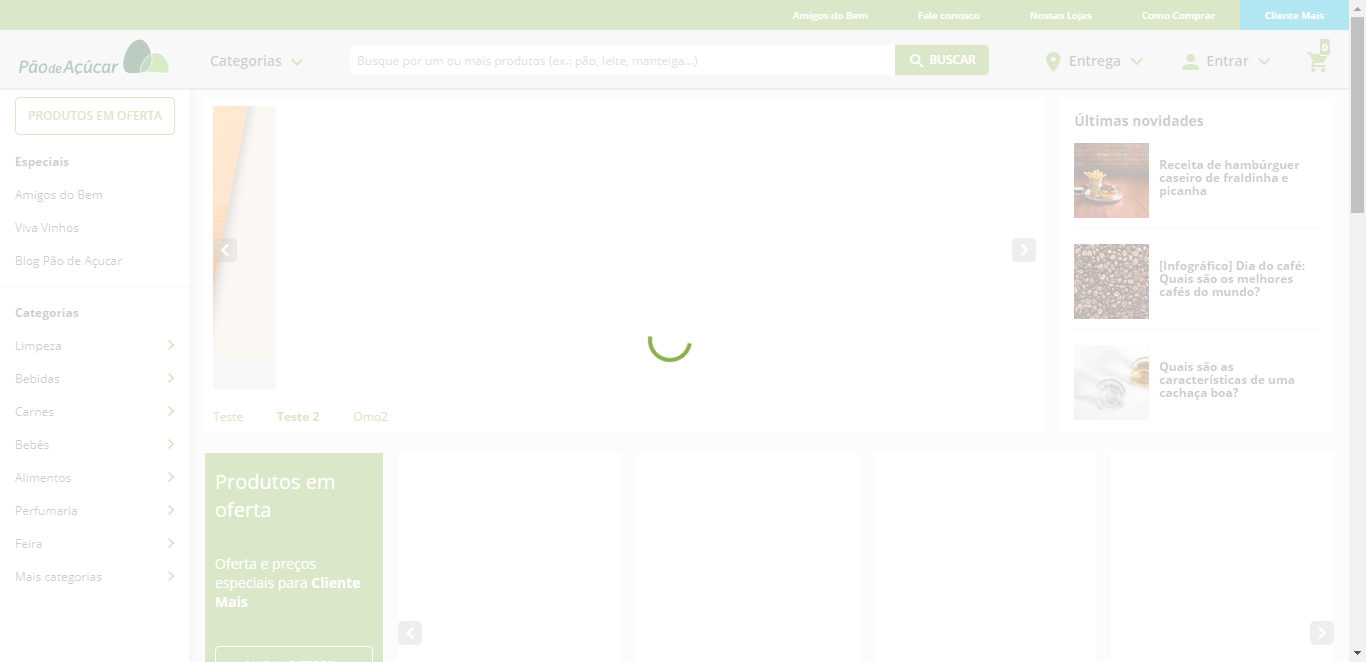 Amigos do Bem
Fale conosco
Nossas Lojas
Como Comprar
Cliente Mais
Pão de Açúcar
Categorias
Busque por um ou mais produtos (ex.: pão, leite, manteiga...)
BUSCAR
Entrega
Entrar
0
PRODUTOS EM OFERTA
Especiais
Amigos do Bem
Viva Vinhos
Blog Pão de Açucar
Categorias
Limpeza
Bebidas
Carnes
Bebês
Alimentos
Perfumaria
Feira
Mais categorias
Teste
Teste 2
Omo2
Últimas novidades
Receita de hambúrguer
caseiro de fraldinha e
picanha
[Infográfico] Dia do café:
Quais são os melhores
cafés do mundo?
Quais são as
características de uma
cachaça boa?
Produtos em
oferta
Oferta e preços
especiais para Cliente
Mais